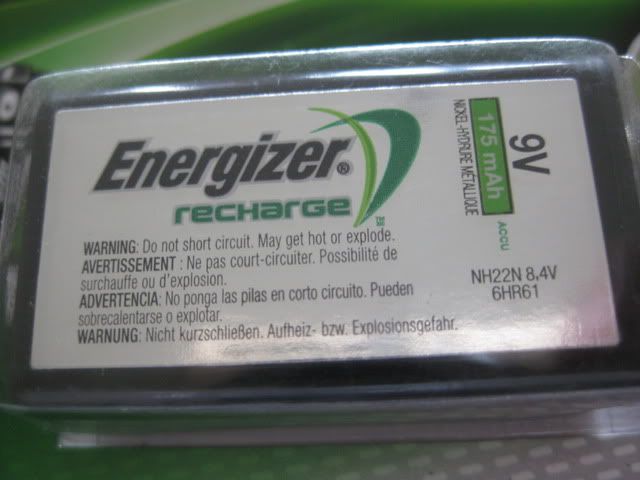 Energizer®
recharge
WARNING: Do not short circuit. May get hot or explode.
AVERTISSEMENT : Ne pas court-circuiter. Possibilité de
surchauffe ou d'explosion.
ADVERTENCIA: No ponga las pilas en corto circuito. Pueden
sobrecalentarse o explotar.
WARNUNG: Nicht kurzschließen. Aufheiz- bzw. Explosionsgefahr.
9V
175 mAh
NICKEL-HYDRURE MÉTALLIQUE
ACCU
NH22N 8,4V
6HR61